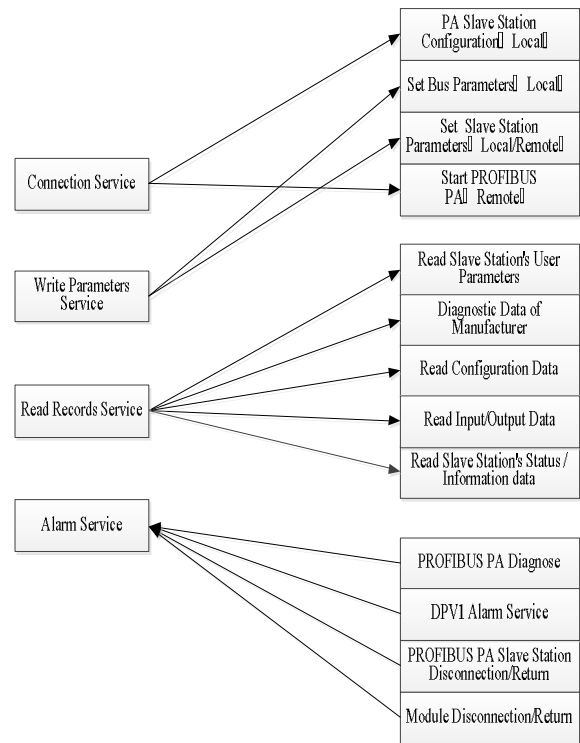 PA Slave Station
Configuration▯ Local▯
Set Bus Parameters▯ Local▯
Set Slave Station
Parameters▯ Local/Remote▯
Start PROFIBUS
PA▯ Remote▯
Connection Service
Write Parameters
Service
Read Slave Station's User
Parameters
Diagnostic Data of
Manufacturer
Read Configuration Data
Read Input/Output Data
Read Slave Station's Status /
Information data
Read Records Service
Alarm Service
PROFIBUS PA Diagnose
DPV1 Alarm Service
PROFIBUS PA Slave Station
Disconnection/Return
Module Disconnection/Return